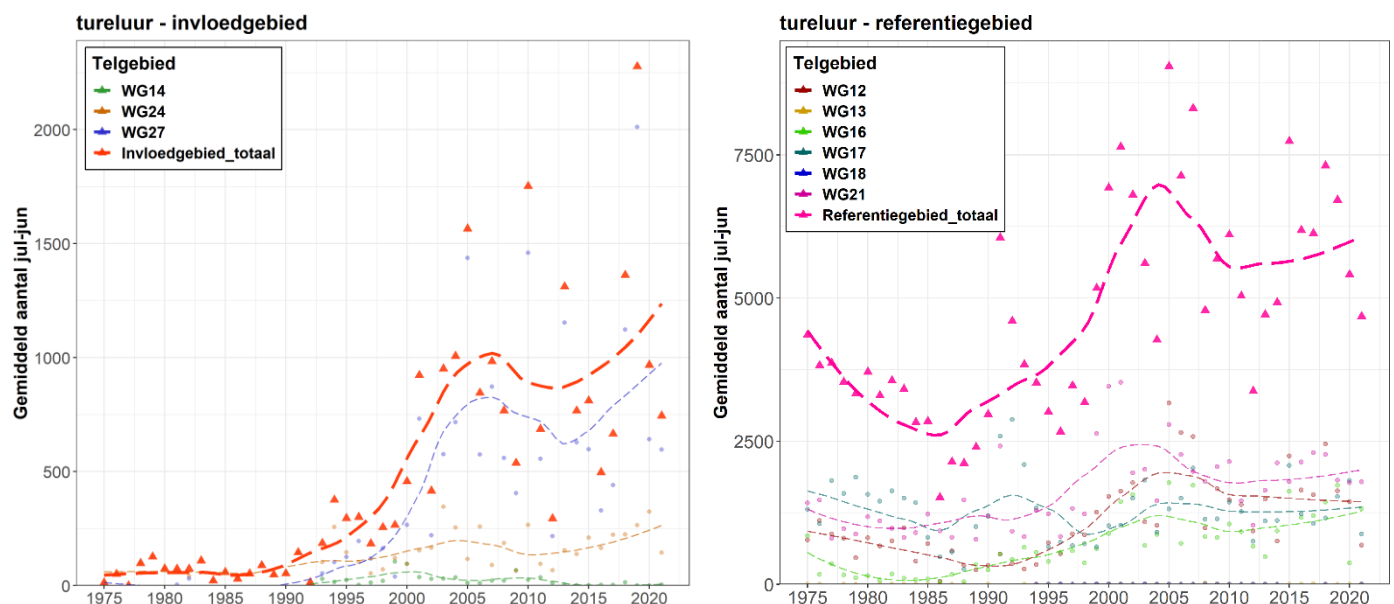 tureluur - invloedgebied
Telgebied
WG14
WG24
WG27
Invloedgebied_totaal
Gemiddeld aantal jul-jun
2000
1500
1000
500
0
1975 1980 1985 1990 1995 2000 2005 2010 2015 2020
tureluur - referentiegebied
Telgebied
WG12
WG13
WG16
WG17
WG18
WG21
Referentiegebied_totaal
Gemiddeld aantal jul-jun
7500
5000
2500
0
1975 1980 1985 1990 1995 2000 2005 2010 2015 2020